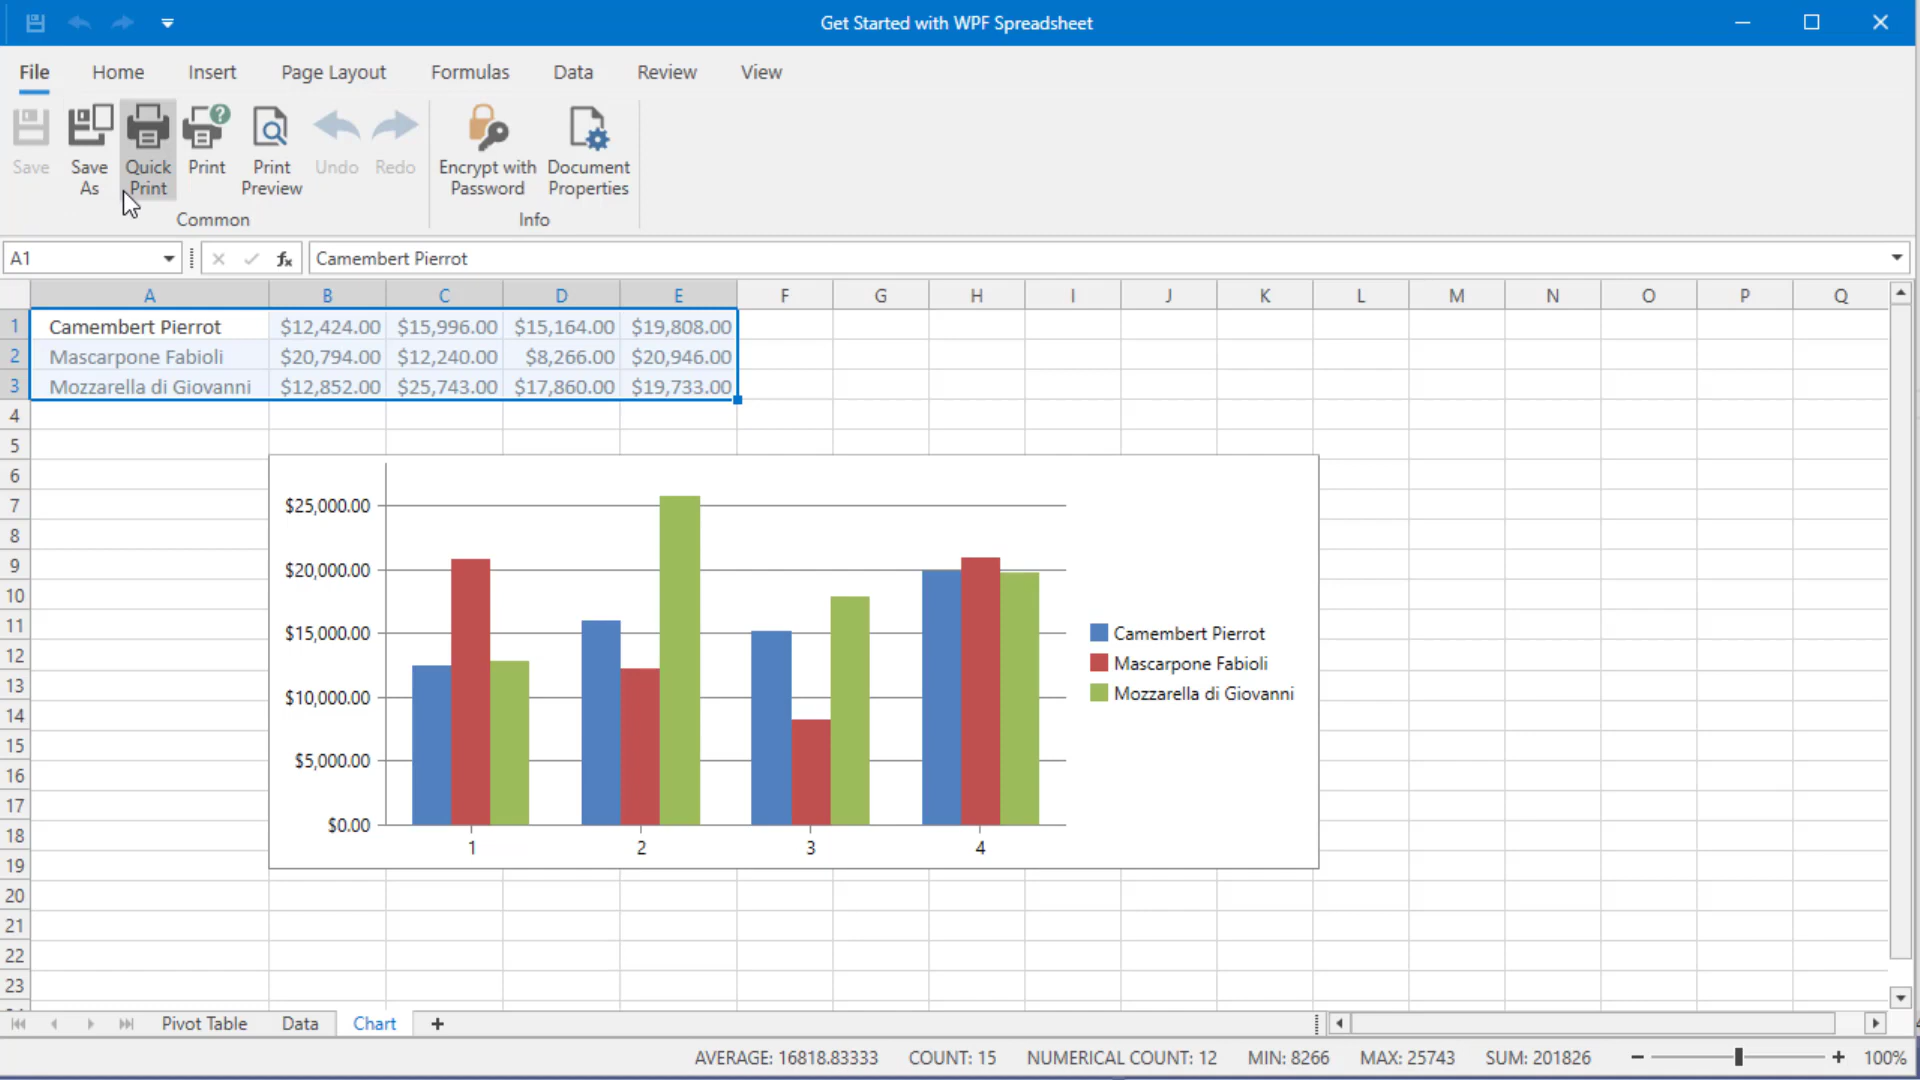 Get Started with WPF Spreadsheet
File Home Insert Page Layout Formulas Data Review View
Save Save As Quick Print Print Print Preview Undo Redo Encrypt with Password Document Properties
Common Info
A1 fx Camembert Pierrot
A B C D E F G H I J K L M N O P Q
1 Camembert Pierrot $12,424.00 $15,996.00 $15,164.00 $19,808.00
2 Mascarpone Fabioli $20,794.00 $12,240.00 $8,266.00 $20,946.00
3 Mozzarella di Giovanni $12,852.00 $25,743.00 $17,860.00 $19,733.00
4
5
6
7
8
9
10
11
12
13
14
15
16
17
18
19
20
21
22
23
$25,000.00
$20,000.00
$15,000.00
$10,000.00
$5,000.00
$0.00
1 2 3 4
Camembert Pierrot
Mascarpone Fabioli
Mozzarella di Giovanni
Pivot Table Data Chart
AVERAGE: 16818.83333 COUNT: 15 NUMERICAL COUNT: 12 MIN: 8266 MAX: 25743 SUM: 201826 100%